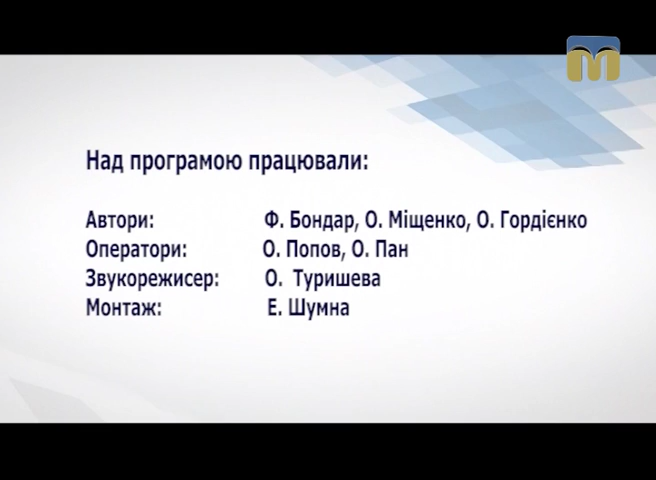 Над програмою працювали:
Автори: Ф. Бондар, О. Міщенко, О. Гордієнко
Оператори: О. Попов, О. Пан
Звукорежисер: О. Туришева
Монтаж: Е. Шумна